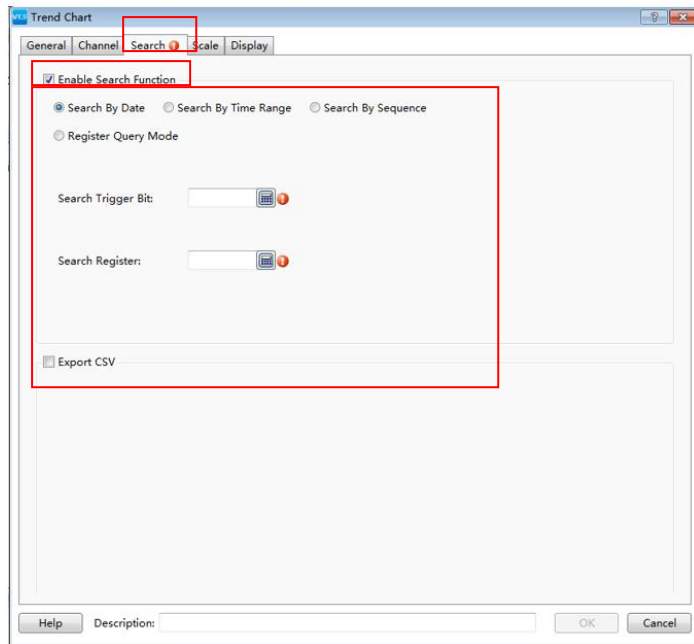 VCS Trend Chart
General Channel Search Scale Display
Enable Search Function
Search By Date Search By Time Range Search By Sequence
Register Query Mode
Search Trigger Bit:
Search Register:
Export CSV
Help Description: OK Cancel